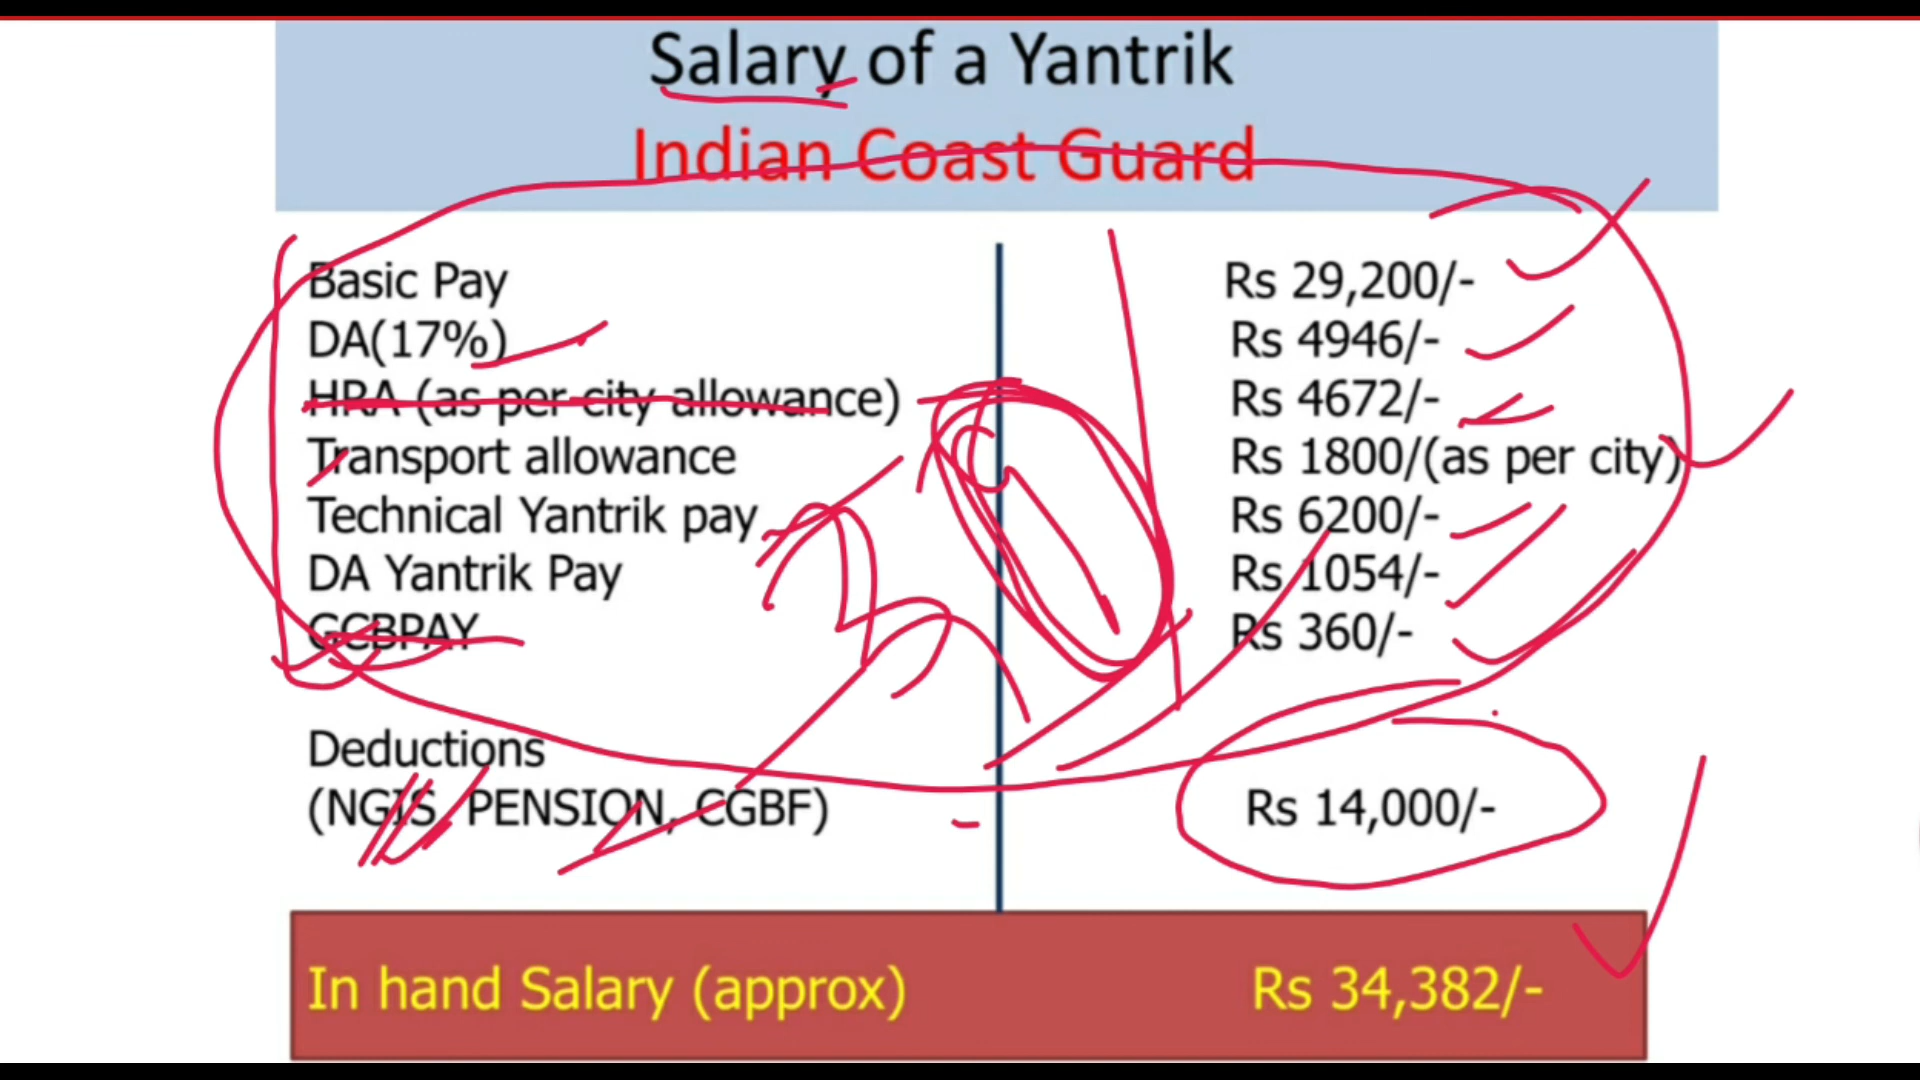 Salary of a Yantrik
Indian Coast Guard
Basic Pay Rs 29,200/-
DA(17%) Rs 4946/-
HRA (as per city allowance) Rs 4672/-
Transport allowance Rs 1800/(as per city)
Technical Yantrik pay Rs 6200/-
DA Yantrik Pay Rs 1054/-
GCBPAY Rs 360/-
Deductions
(NGIS, PENSION, CGBF) Rs 14,000/-
In hand Salary (approx) Rs 34,382/-